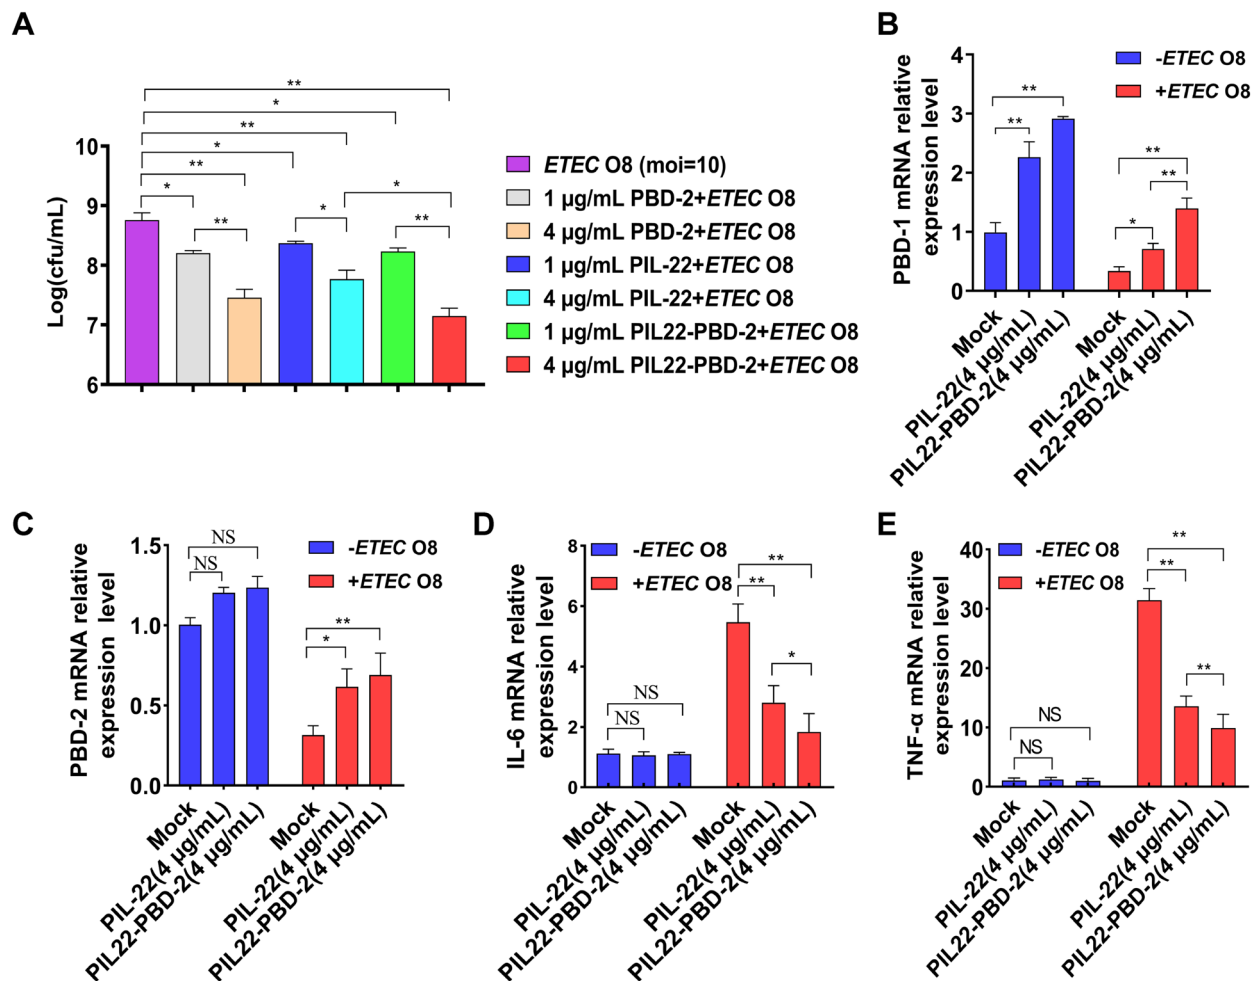 A
**
*
**
*
**
*
**
*
*
**
10
9
8
7
6
Log(cfu/mL)
ETEC O8 (moi=10)
1 µg/mL PBD-2+ETEC O8
4 µg/mL PBD-2+ETEC O8
1 µg/mL PIL-22+ETEC O8
4 µg/mL PIL-22+ETEC O8
1 µg/mL PIL22-PBD-2+ETEC O8
4 µg/mL PIL22-PBD-2+ETEC O8
B
PBD-1 mRNA relative
expression level
4
3
2
1
0
-ETEC O8
+ETEC O8
**
**
**
**
*
Mock
PIL-22(4 µg/mL)
PIL22-PBD-2(4 µg/mL)
Mock
PIL-22(4 µg/mL)
PIL22-PBD-2(4 µg/mL)
C
PBD-2 mRNA relative
expression level
1.5
1.0
0.5
0.0
-ETEC O8
+ETEC O8
NS
NS
**
*
Mock
PIL-22(4 µg/mL)
PIL22-PBD-2(4 µg/mL)
Mock
PIL-22(4 µg/mL)
PIL22-PBD-2(4 µg/mL)
D
IL-6 mRNA relative
expression level
8
6
4
2
0
-ETEC O8
+ETEC O8
NS
NS
**
**
*
Mock
PIL-22(4 µg/mL)
PIL22-PBD-2(4 µg/mL)
Mock
PIL-22(4 µg/mL)
PIL22-PBD-2(4 µg/mL)
E
TNF-α mRNA relative
expression level
40
30
20
10
0
-ETEC O8
+ETEC O8
NS
NS
**
**
**
Mock
PIL-22(4 µg/mL)
PIL22-PBD-2(4 µg/mL)
Mock
PIL-22(4 µg/mL)
PIL22-PBD-2(4 µg/mL)